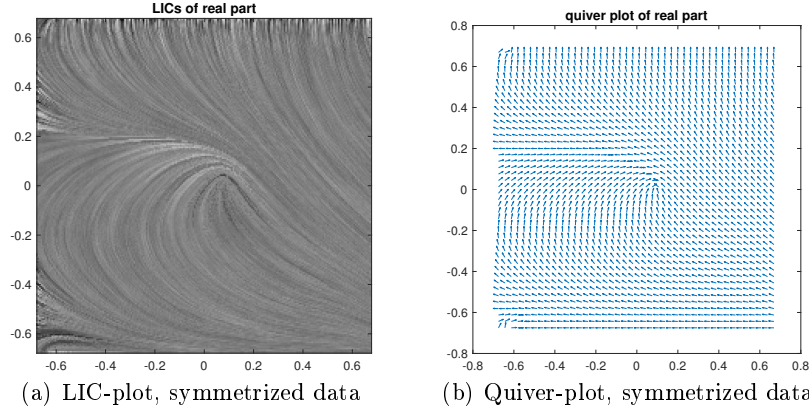 LICs of real part
0.6
0.4
0.2
0
-0.2
-0.4
-0.6
-0.6 -0.4 -0.2 0 0.2 0.4 0.6
(a) LIC-plot, symmetrized data
quiver plot of real part
0.8
0.6
0.4
0.2
0
-0.2
-0.4
-0.6
-0.8
-0.8 -0.6 -0.4 -0.2 0 0.2 0.4 0.6 0.8
(b) Quiver-plot, symmetrized data